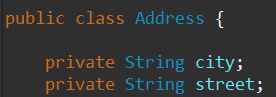 public class Address {
private String city;
private String street;